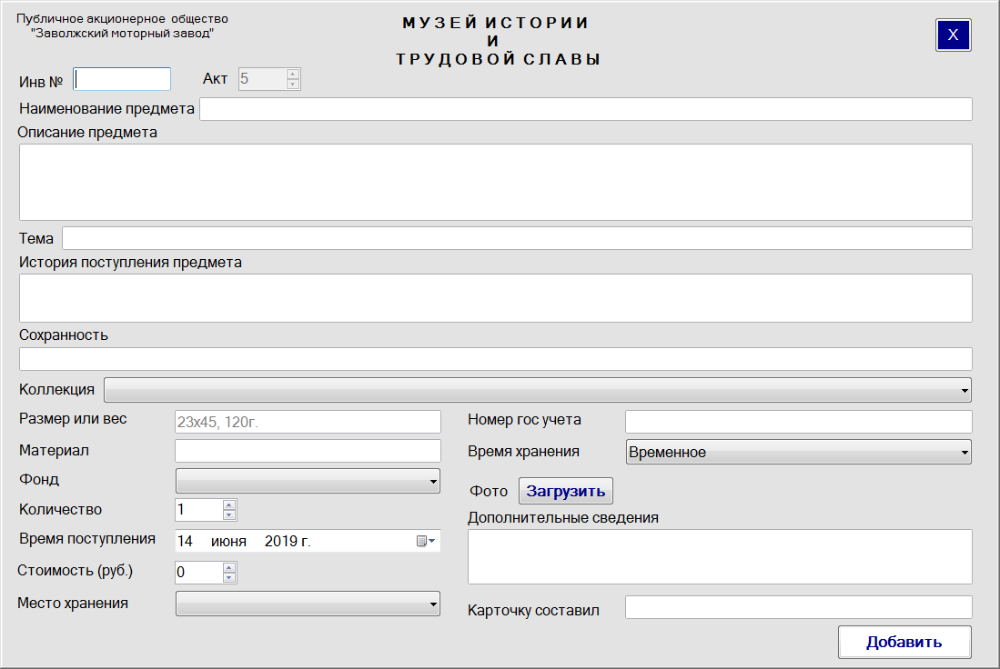 Публичное акционерное общество
"Заволжский моторный завод"
МУЗЕЙ ИСТОРИИ
И
ТРУДОВОЙ СЛАВЫ
X
Инв № Акт 5
Наименование предмета
Описание предмета
Тема
История поступления предмета
Сохранность
Коллекция
Размер или вес 23x45, 120г.
Номер гос учета
Материал
Время хранения Временное
Фонд
Фото Загрузить
Количество 1
Дополнительные сведения
Время поступления 14 июня 2019 г.
Стоимость (руб.) 0
Место хранения
Карточку составил
Добавить